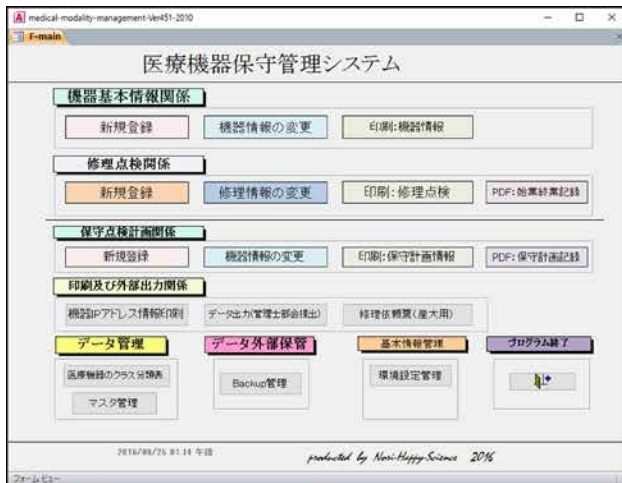 medical-modality-management-Ver451-2010
F-main
医療機器保守管理システム
機器基本情報関係
新規登録 機器情報の変更 印刷:機器情報
修理点検関係
新規登録 修理情報の変更 印刷:修理点検 PDF:始業終業記録
保守点検計画関係
新規登録 機器情報の変更 印刷:保守計画情報 PDF:保守計画記録
印刷及び外部出力関係
機器IPアドレス情報印刷 データ出力(管理士部会提出) 修理依頼票(産大用)
データ管理 データ外部保管 基本情報管理 プログラム終了
医療機器のクラス分類表 Backup管理 環境設定管理
マスタ管理
2016/09/25 01:14 午後 producted by Nori-Happy-Science 2016
フォーム ビュー